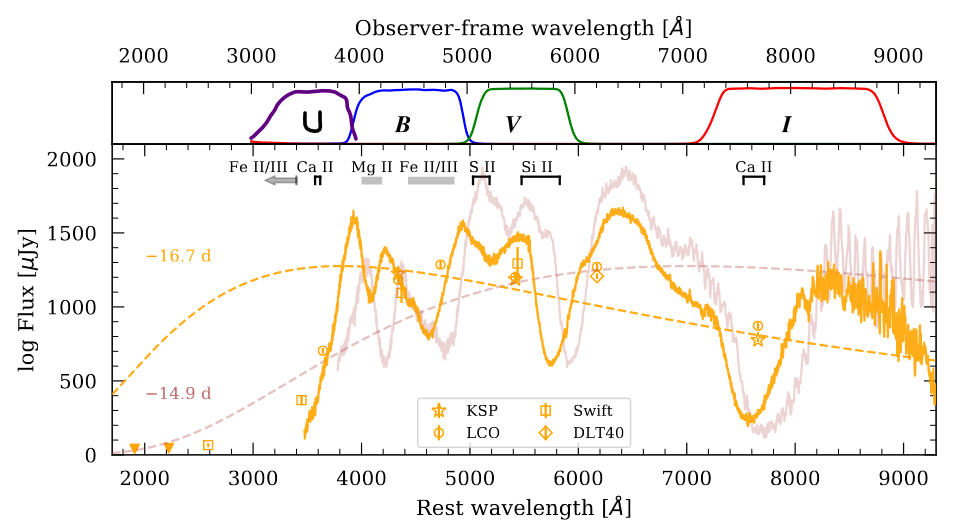 Observer-frame wavelength [Å]
2000 3000 4000 5000 6000 7000 8000 9000
U B V I
Fe II/III Ca II Mg II Fe II/III S II Si II Ca II
−16.7 d
−14.9 d
log Flux [μJy]
2000
1500
1000
500
0
KSP Swift
LCO DLT40
2000 3000 4000 5000 6000 7000 8000 9000
Rest wavelength [Å]